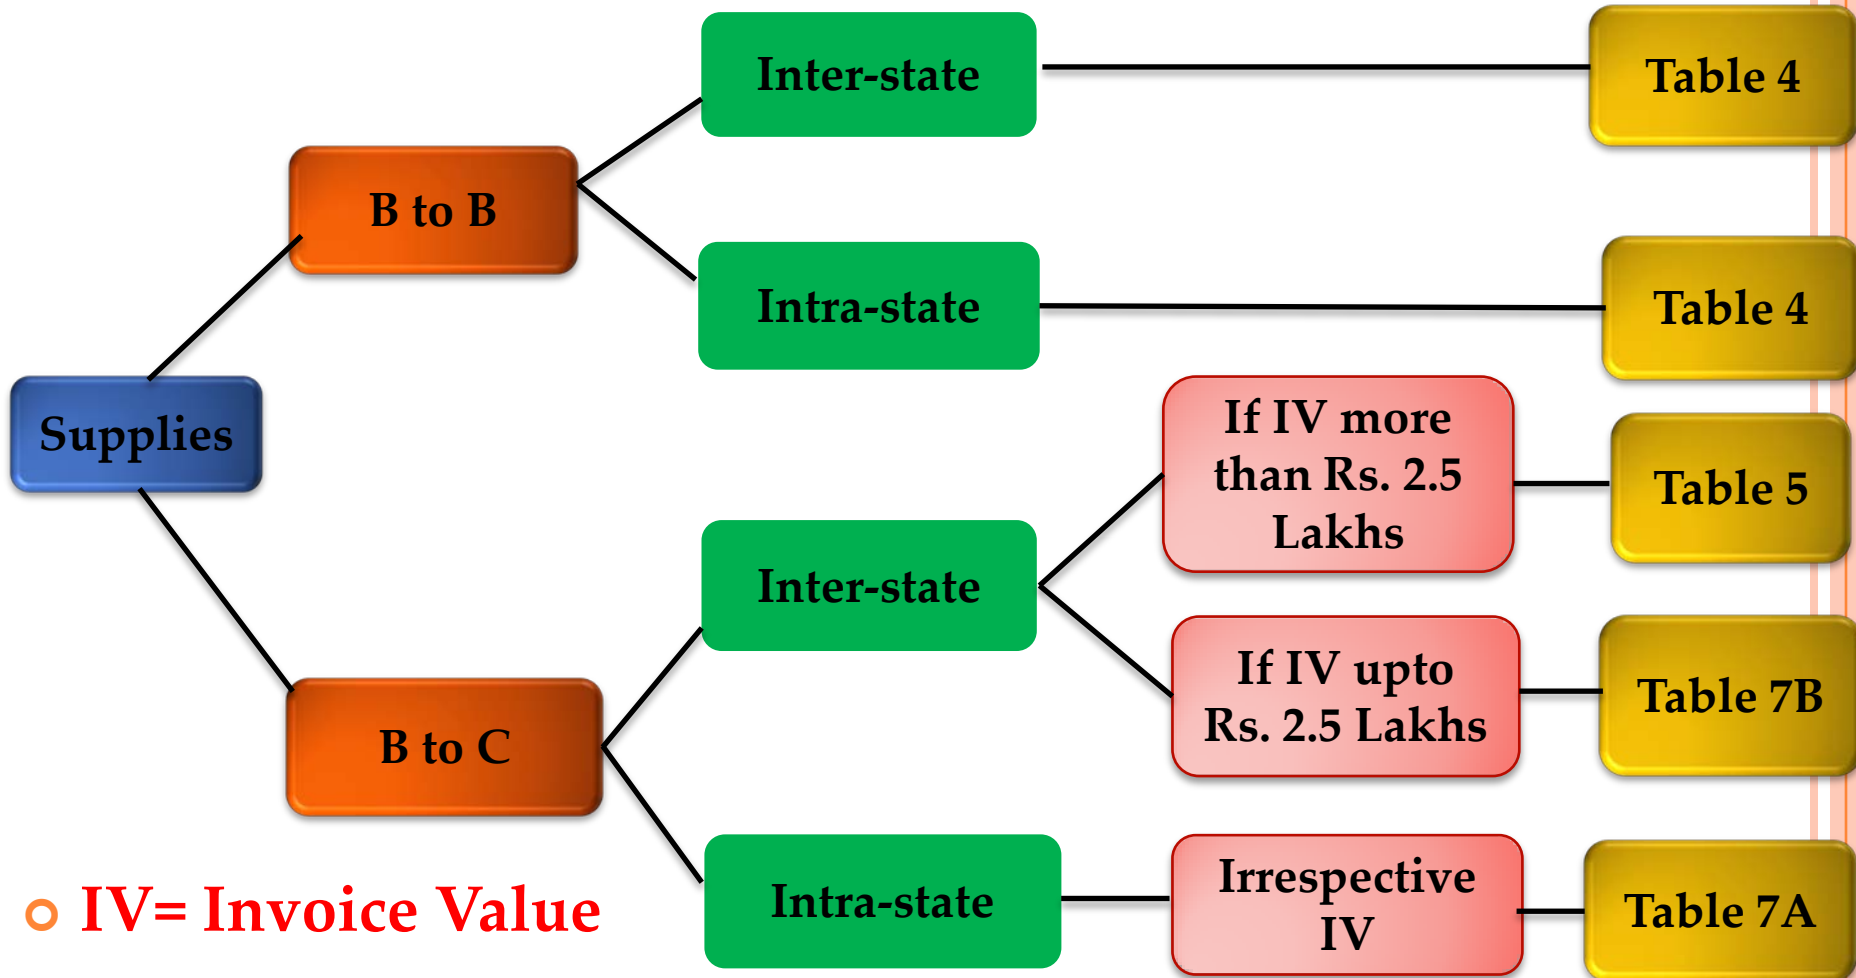 Inter-state
Table 4
B to B
Intra-state
Table 4
Supplies
If IV more
than Rs. 2.5
Lakhs
Table 5
Inter-state
If IV upto
Rs. 2.5 Lakhs
Table 7B
B to C
Intra-state
Irrespective
IV
Table 7A
IV= Invoice Value